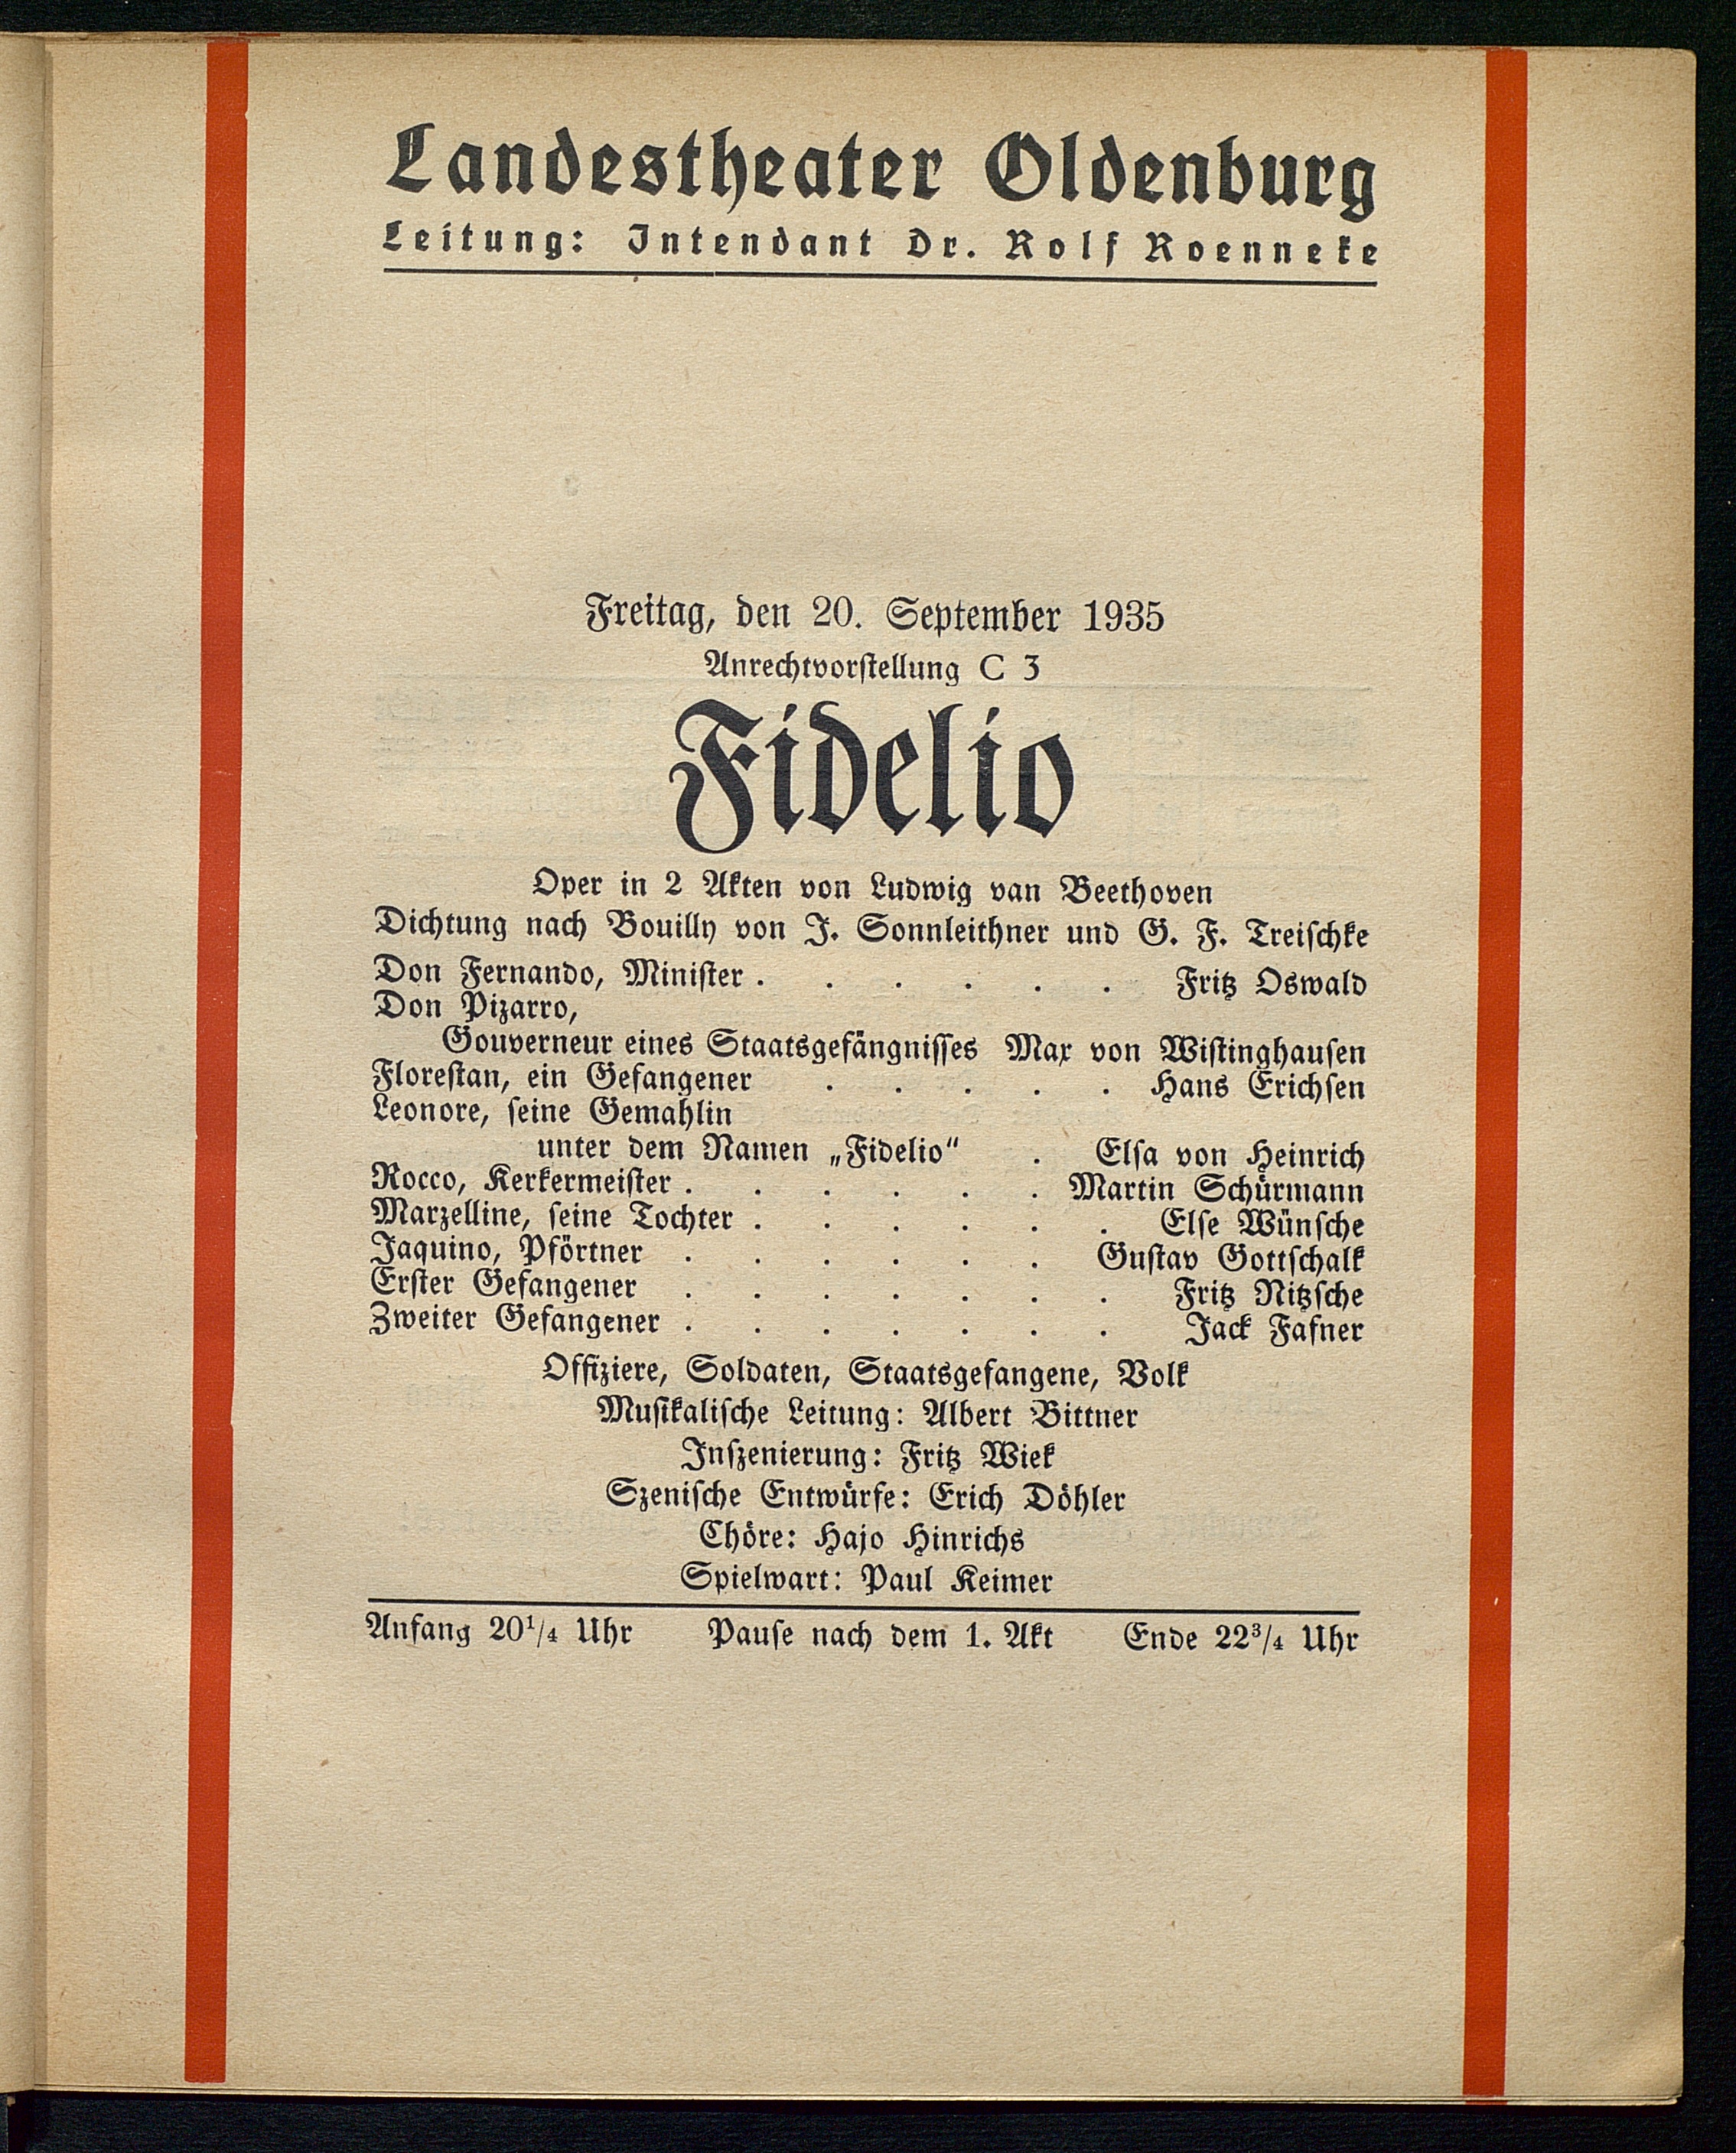 Landestheater Oldenburg
Leitung: Intendant Dr. Rolf Roenneke
Freitag, den 20. September 1935
Anrechtvorstellung C 3
Fidelio
Oper in 2 Akten von Ludwig van Beethoven
Dichtung nach Bouilly von J. Sonnleithner und G. F. Treischke
Don Fernando, Minister . . . . . . Fritz Oswald
Don Pizarro,
Gouverneur eines Staatsgefängnisses Max von Wistinghausen
Florestan, ein Gefangener . . . . . Hans Erichsen
Leonore, seine Gemahlin
unter dem Namen „Fidelio“ . Elsa von Heinrich
Rocco, Kerkermeister . . . . . . Martin Schürmann
Marzelline, seine Tochter . . . . . . Else Wünsche
Jaquino, Pförtner . . . . . . Gustav Gottschalk
Erster Gefangener . . . . . . . Fritz Nitzsche
Zweiter Gefangener . . . . . . . Jack Fafner
Offiziere, Soldaten, Staatsgefangene, Volk
Musikalische Leitung: Albert Bittner
Inszenierung: Fritz Wiek
Szenische Entwürfe: Erich Döhler
Chöre: Hajo Hinrichs
Spielwart: Paul Keimer
Anfang 20¹/₄ Uhr Pause nach dem 1. Akt Ende 22³/₄ Uhr